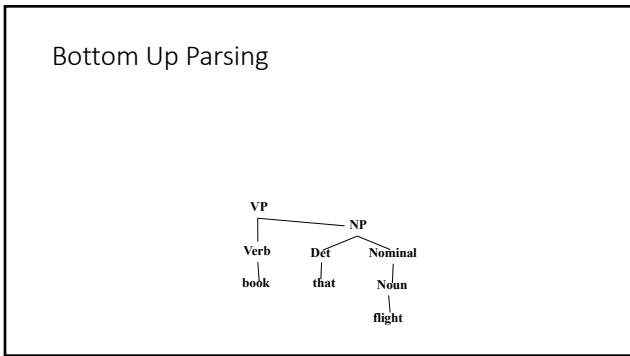 Bottom Up Parsing
VP
NP
Verb Det Nominal
book that Noun
flight